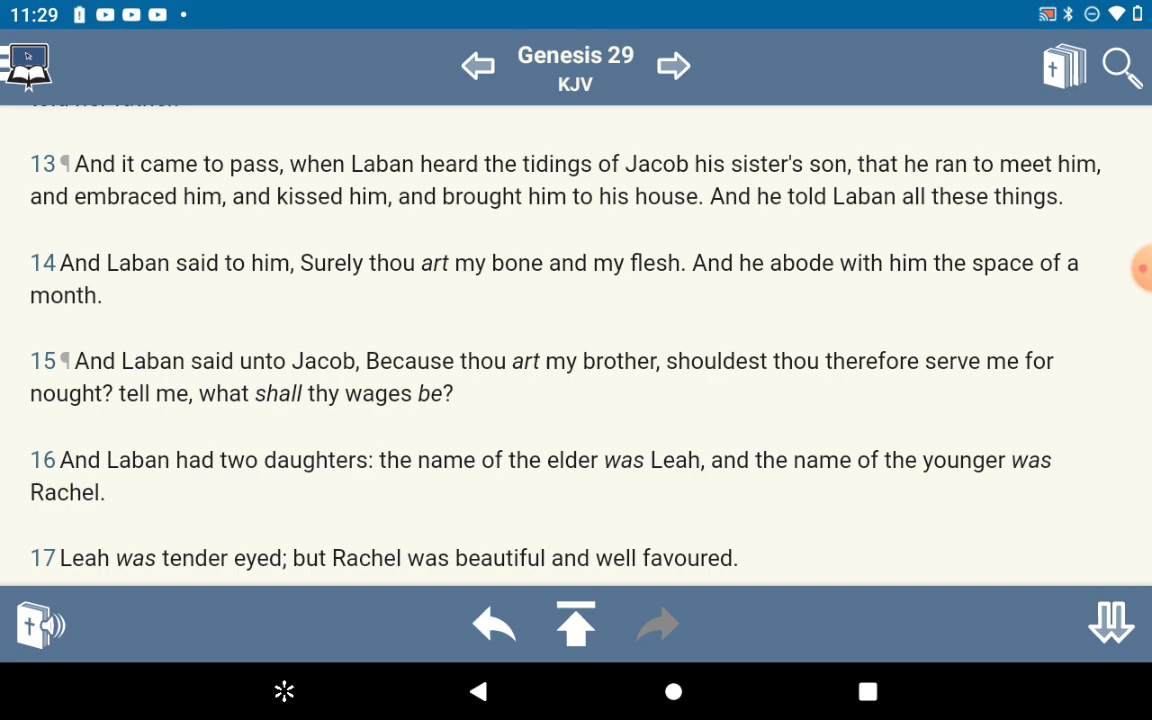 11:29
Genesis 29
KJV
13 ¶ And it came to pass, when Laban heard the tidings of Jacob his sister's son, that he ran to meet him,
and embraced him, and kissed him, and brought him to his house. And he told Laban all these things.
14 And Laban said to him, Surely thou art my bone and my flesh. And he abode with him the space of a
month.
15 ¶ And Laban said unto Jacob, Because thou art my brother, shouldest thou therefore serve me for
nought? tell me, what shall thy wages be?
16 And Laban had two daughters: the name of the elder was Leah, and the name of the younger was
Rachel.
17 Leah was tender eyed; but Rachel was beautiful and well favoured.